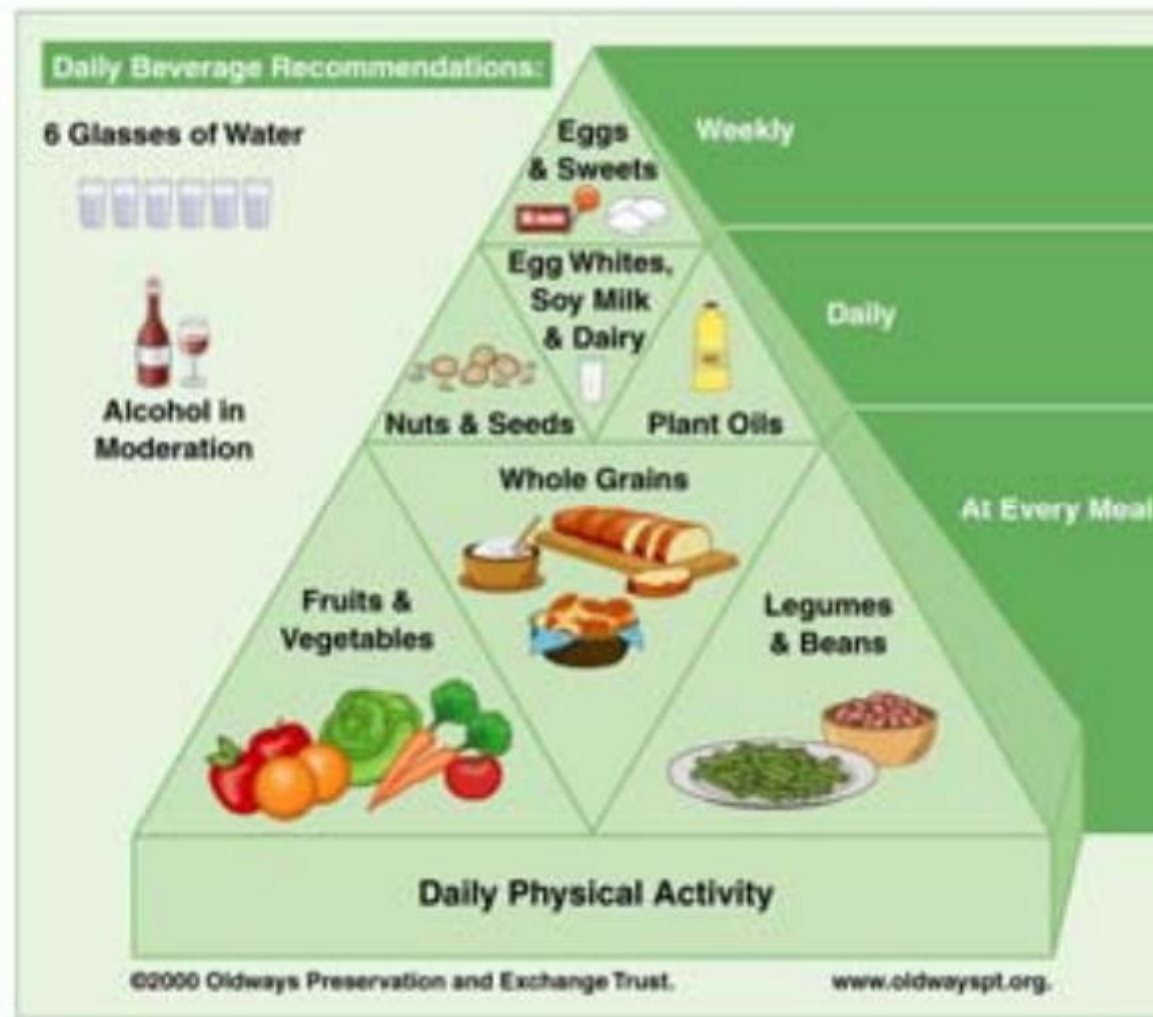 Daily Beverage Recommendations:
6 Glasses of Water
Alcohol in
Moderation
Eggs
& Sweets
Weekly
Egg Whites,
Soy Milk
& Dairy
Daily
Nuts & Seeds
Plant Oils
Whole Grains
At Every Meal
Fruits &
Vegetables
Legumes
& Beans
Daily Physical Activity
©2000 Oldways Preservation and Exchange Trust.
www.oldwayspt.org.